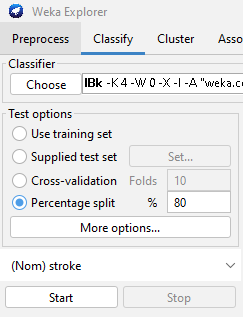 Weka Explorer
Preprocess Classify Cluster Asso
Classifier
Choose IBk -K 4 -W 0 -X -I -A "weka.co
Test options
Use training set
Supplied test set Set...
Cross-validation Folds 10
Percentage split % 80
More options...
(Nom) stroke
Start Stop